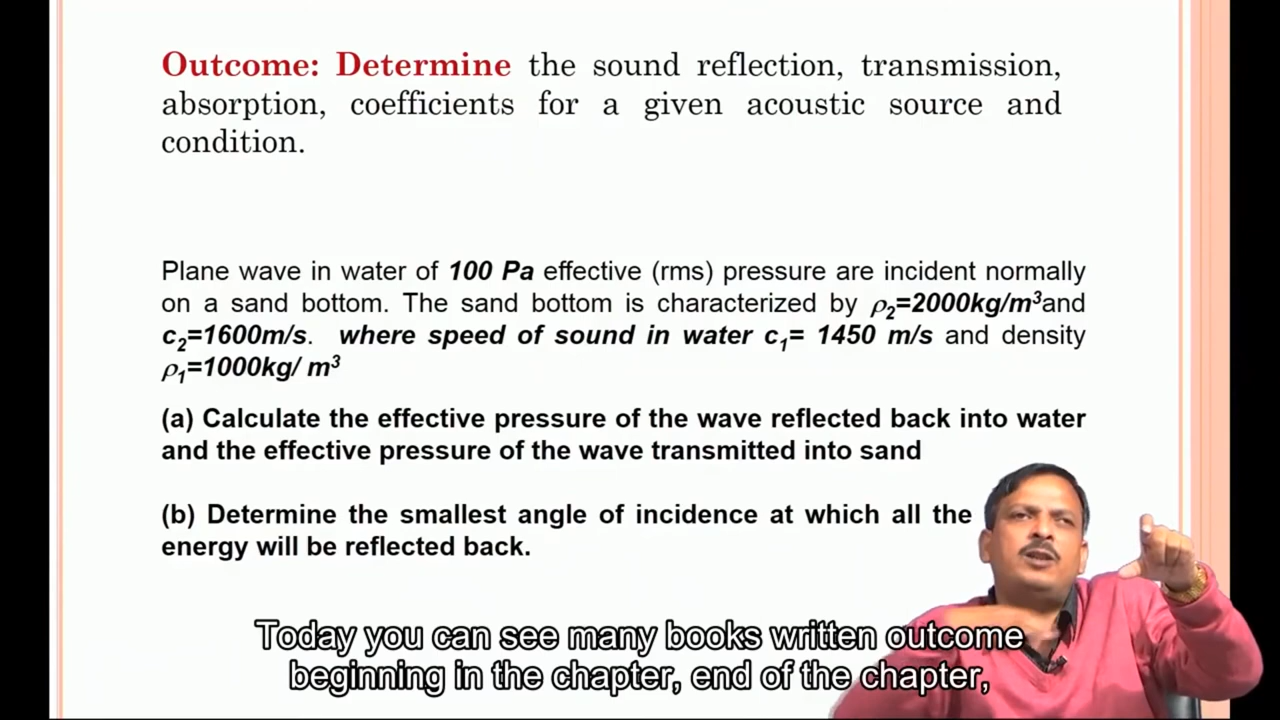 Outcome: Determine the sound reflection, transmission,
absorption, coefficients for a given acoustic source and
condition.
Plane wave in water of 100 Pa effective (rms) pressure are incident normally
on a sand bottom. The sand bottom is characterized by ρ₂=2000kg/m³and
c₂=1600m/s. where speed of sound in water c₁= 1450 m/s and density
ρ₁=1000kg/ m³
(a) Calculate the effective pressure of the wave reflected back into water
and the effective pressure of the wave transmitted into sand
(b) Determine the smallest angle of incidence at which all the
energy will be reflected back.
Today you can see many books written outcome
beginning in the chapter, end of the chapter,